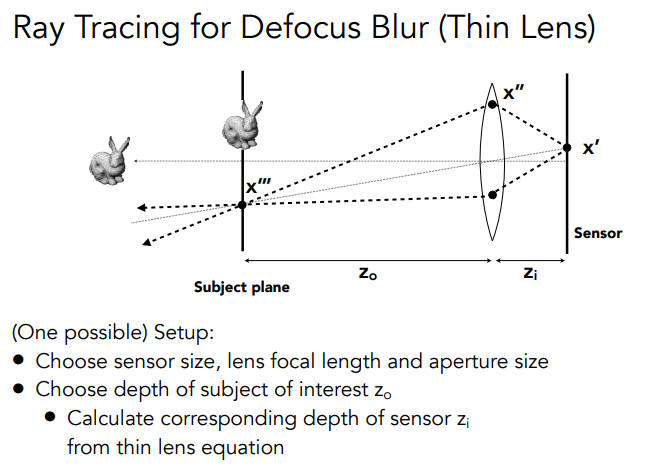 Ray Tracing for Defocus Blur (Thin Lens)
x″
x′
x‴
Sensor
zₒ
zᵢ
Subject plane
(One possible) Setup:
• Choose sensor size, lens focal length and aperture size
• Choose depth of subject of interest zₒ
• Calculate corresponding depth of sensor zᵢ
from thin lens equation